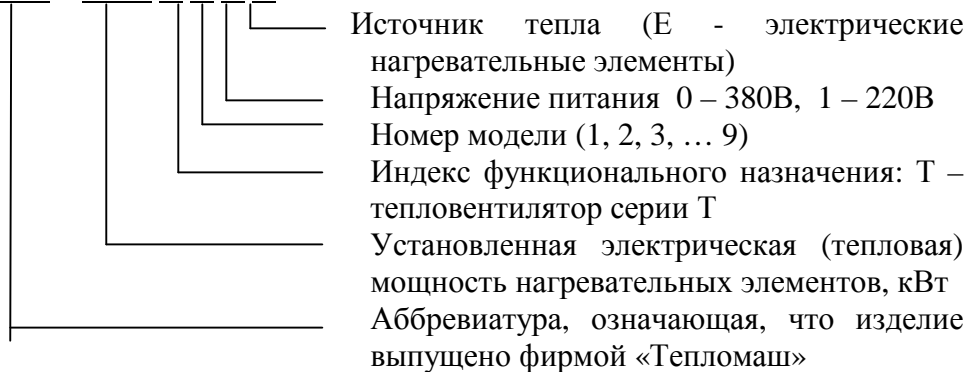 Источник тепла (Е - электрические
нагревательные элементы)
Напряжение питания 0 – 380В, 1 – 220В
Номер модели (1, 2, 3, … 9)
Индекс функционального назначения: Т –
тепловентилятор серии Т
Установленная электрическая (тепловая)
мощность нагревательных элементов, кВт
Аббревиатура, означающая, что изделие
выпущено фирмой «Тепломаш»